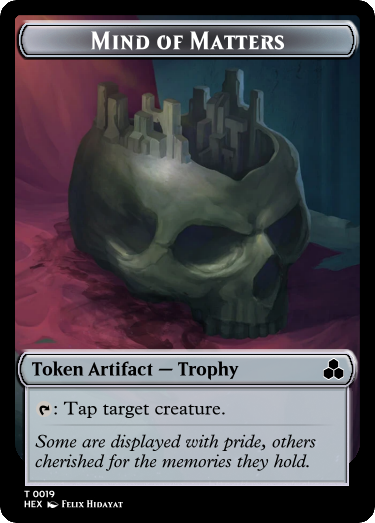 Mind of Matters
Token Artifact — Trophy
: Tap target creature.
Some are displayed with pride, others
cherished for the memories they hold.
T 0019
HEX Felix Hidayat